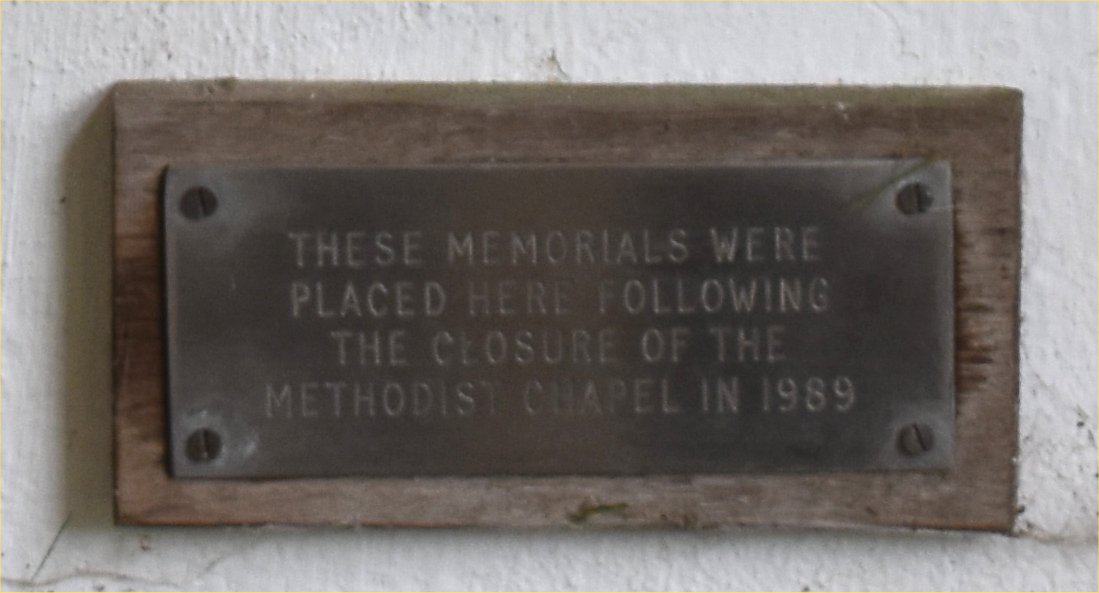 THESE MEMORIALS WERE
PLACED HERE FOLLOWING
THE CLOSURE OF THE
METHODIST CHAPEL IN 1989